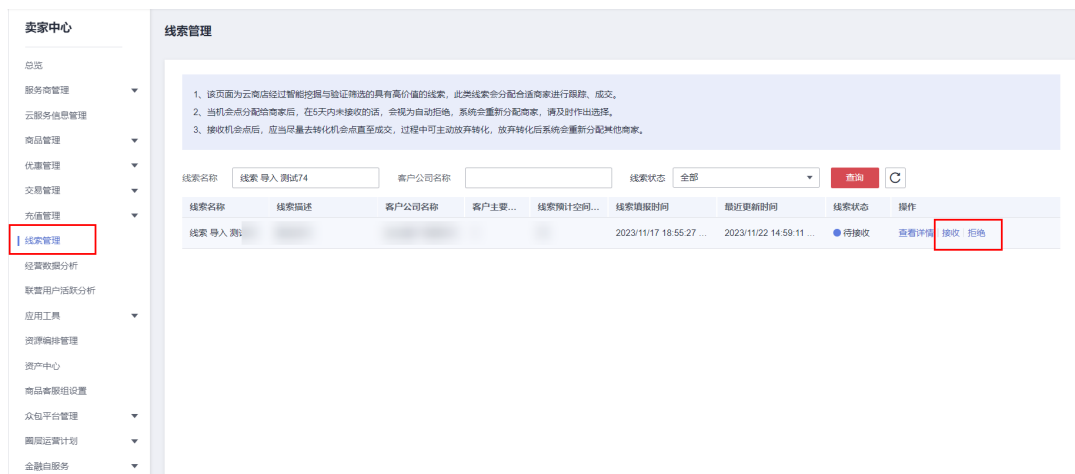 卖家中心
总览
服务商管理
云服务信息管理
商品管理
优惠管理
交易管理
充值管理
线索管理
经营数据分析
联营用户活跃分析
应用工具
资源编排管理
资产中心
商品客服组设置
众包平台管理
圈层运营计划
金融自服务
线索管理
1、该页面为云商店经过智能挖掘与验证筛选的具有高价值的线索，此类线索会分配合适商家进行跟踪、成交。
2、当机会点分配给商家后，在5天内未接收的话，会视为自动拒绝，系统会重新分配商家，请及时作出选择。
3、接收机会点后，应当尽量去转化机会点直至成交，过程中可主动放弃转化，放弃转化后系统会重新分配其他商家。
线索名称 线索 导入 测试74 客户公司名称 线索状态 全部 查询
线索名称 线索描述 客户公司名称 客户主要... 线索预计空间... 线索填报时间 最近更新时间 线索状态 操作
线索 导入 测 2023/11/17 18:55:27 ... 2023/11/22 14:59:11 ... 待接收 查看详情 接收 拒绝